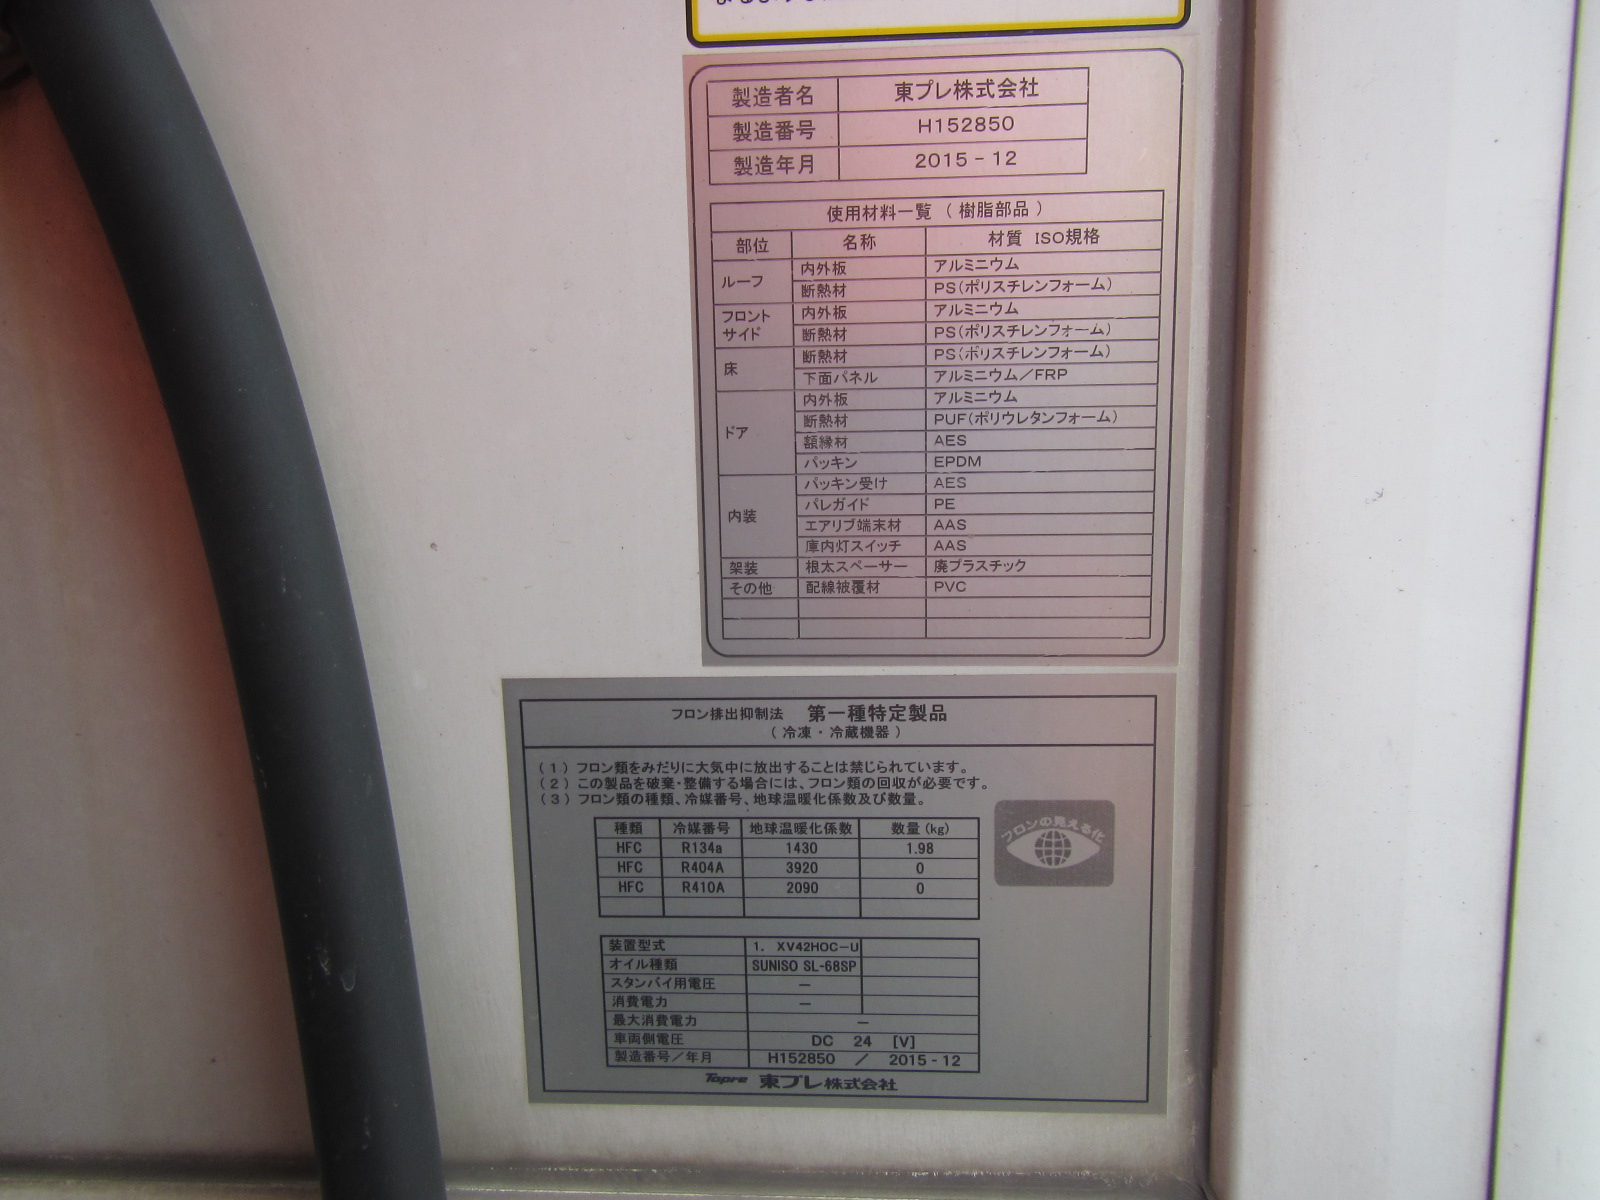 製造者名 東プレ株式会社
製造番号 H152850
製造年月 2015 - 12
使用材料一覧 ( 樹脂部品 )
部位 名称 材質 ISO規格
ルーフ 内外板 アルミニウム
断熱材 PS(ポリスチレンフォーム)
フロントサイド 内外板 アルミニウム
断熱材 PS(ポリスチレンフォーム)
床 断熱材 PS(ポリスチレンフォーム)
下面パネル アルミニウム/FRP
ドア 内外板 アルミニウム
断熱材 PUF(ポリウレタンフォーム)
額縁材 AES
パッキン EPDM
内装 パッキン受け AES
パレガイド PE
エアリブ端末材 AAS
庫内灯スイッチ AAS
架装 根太スペーサー 廃プラスチック
その他 配線被覆材 PVC
フロン排出抑制法 第一種特定製品
( 冷凍・冷蔵機器 )
(1) フロン類をみだりに大気中に放出することは禁じられています。
(2) この製品を破棄・整備する場合には、フロン類の回収が必要です。
(3) フロン類の種類、冷媒番号、地球温暖化係数及び数量。
種類 冷媒番号 地球温暖化係数 数量 (kg)
HFC R134a 1430 1.98
HFC R404A 3920 0
HFC R410A 2090 0
フロンの見える化
装置型式 1. XV42HOC-U
オイル種類 SUNISO SL-68SP
スタンバイ用電圧 —
消費電力 —
最大消費電力 —
車両側電圧 DC 24 [V]
製造番号/年月 H152850 / 2015 - 12
Topre 東プレ株式会社